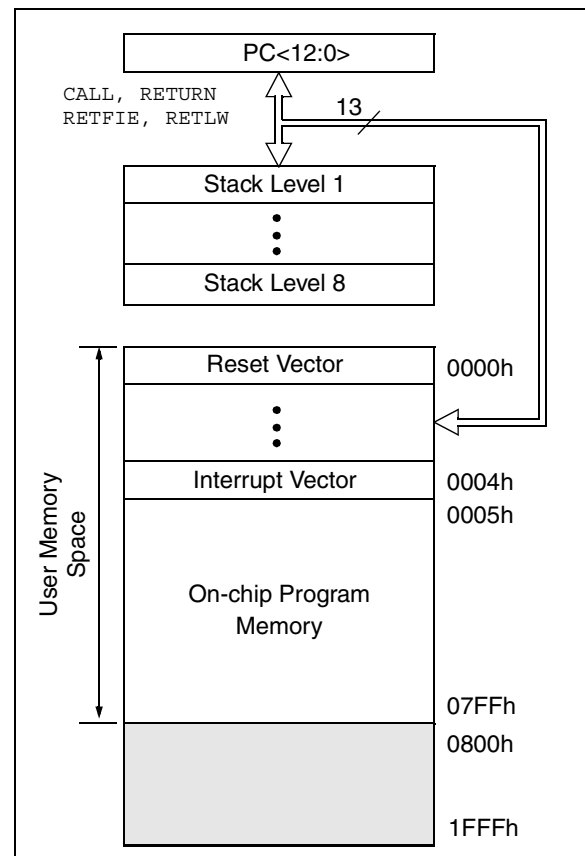 PC<12:0>
CALL, RETURN
RETFIE, RETLW
13
Stack Level 1
Stack Level 8
Reset Vector
0000h
Interrupt Vector
0004h
0005h
User Memory
Space
On-chip Program
Memory
07FFh
0800h
1FFFh